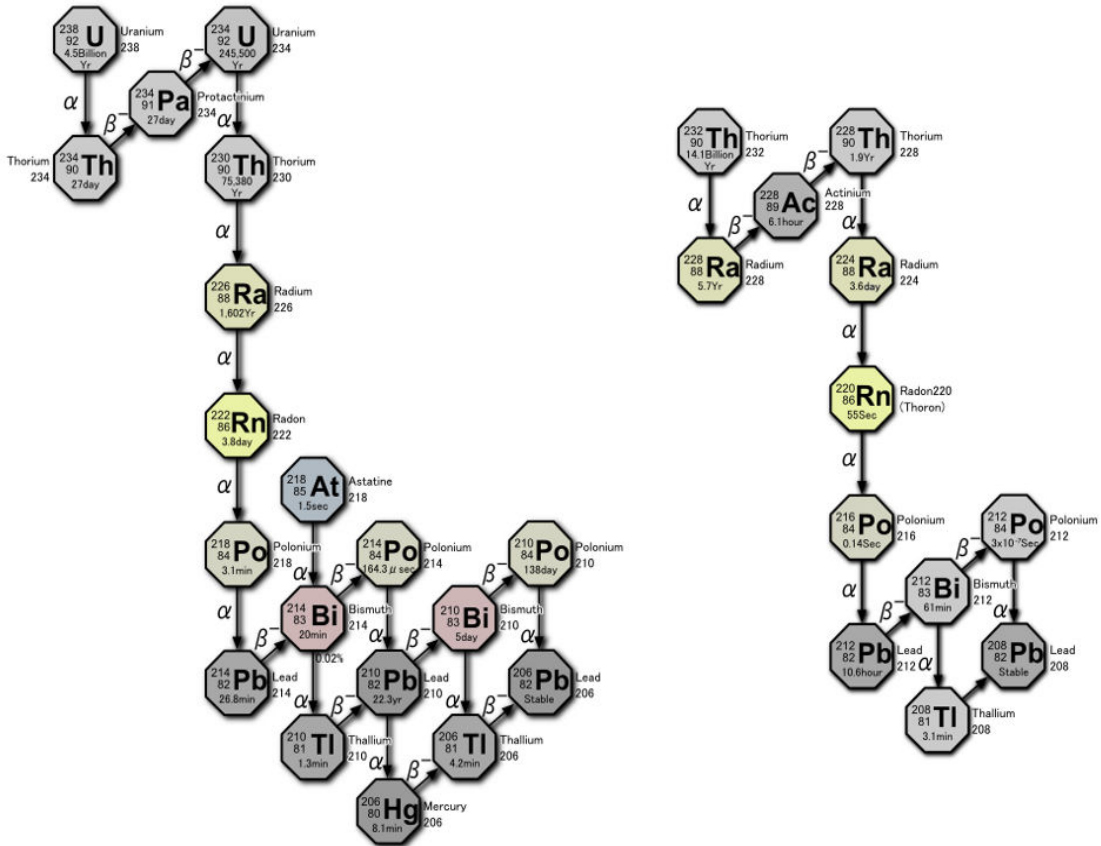 238
92 U
4.5Billion
Yr
Uranium
238
α
Thorium
234
234
90 Th
27day
β⁻
234
91 Pa
27day
Protactinium
234
β⁻
234
92 U
245,500
Yr
Uranium
234
α
230
90 Th
75,380
Yr
Thorium
230
α
226
88 Ra
1,602Yr
Radium
226
α
222
86 Rn
3.8day
Radon
222
α
218
84 Po
3.1min
Polonium
218
α
214
82 Pb
26.8min
Lead
214
β⁻
218
85 At
1.5sec
Astatine
218
α
214
83 Bi
20min
Bismuth
214
0.02%
β⁻
214
84 Po
164.3 μ sec
Polonium
214
α
α
210
81 Tl
1.3min
Thallium
210
β⁻
210
82 Pb
22.3yr
Lead
210
β⁻
α
206
80 Hg
8.1min
Mercury
206
β⁻
210
83 Bi
5day
Bismuth
210
β⁻
α
206
81 Tl
4.2min
Thallium
206
β⁻
210
84 Po
138day
Polonium
210
α
206
82 Pb
Stable
Lead
206
232
90 Th
14.1Billion
Yr
Thorium
232
α
228
88 Ra
5.7Yr
Radium
228
β⁻
228
89 Ac
6.1hour
Actinium
228
β⁻
228
90 Th
1.9Yr
Thorium
228
α
224
88 Ra
3.6day
Radium
224
α
220
86 Rn
55Sec
Radon220
(Thoron)
α
216
84 Po
0.14Sec
Polonium
216
α
212
82 Pb
10.6hour
Lead
212
β⁻
212
83 Bi
61min
Bismuth
212
β⁻
212
84 Po
3x10⁻⁷Sec
Polonium
212
α
α
208
81 Tl
3.1min
Thallium
208
208
82 Pb
Stable
Lead
208